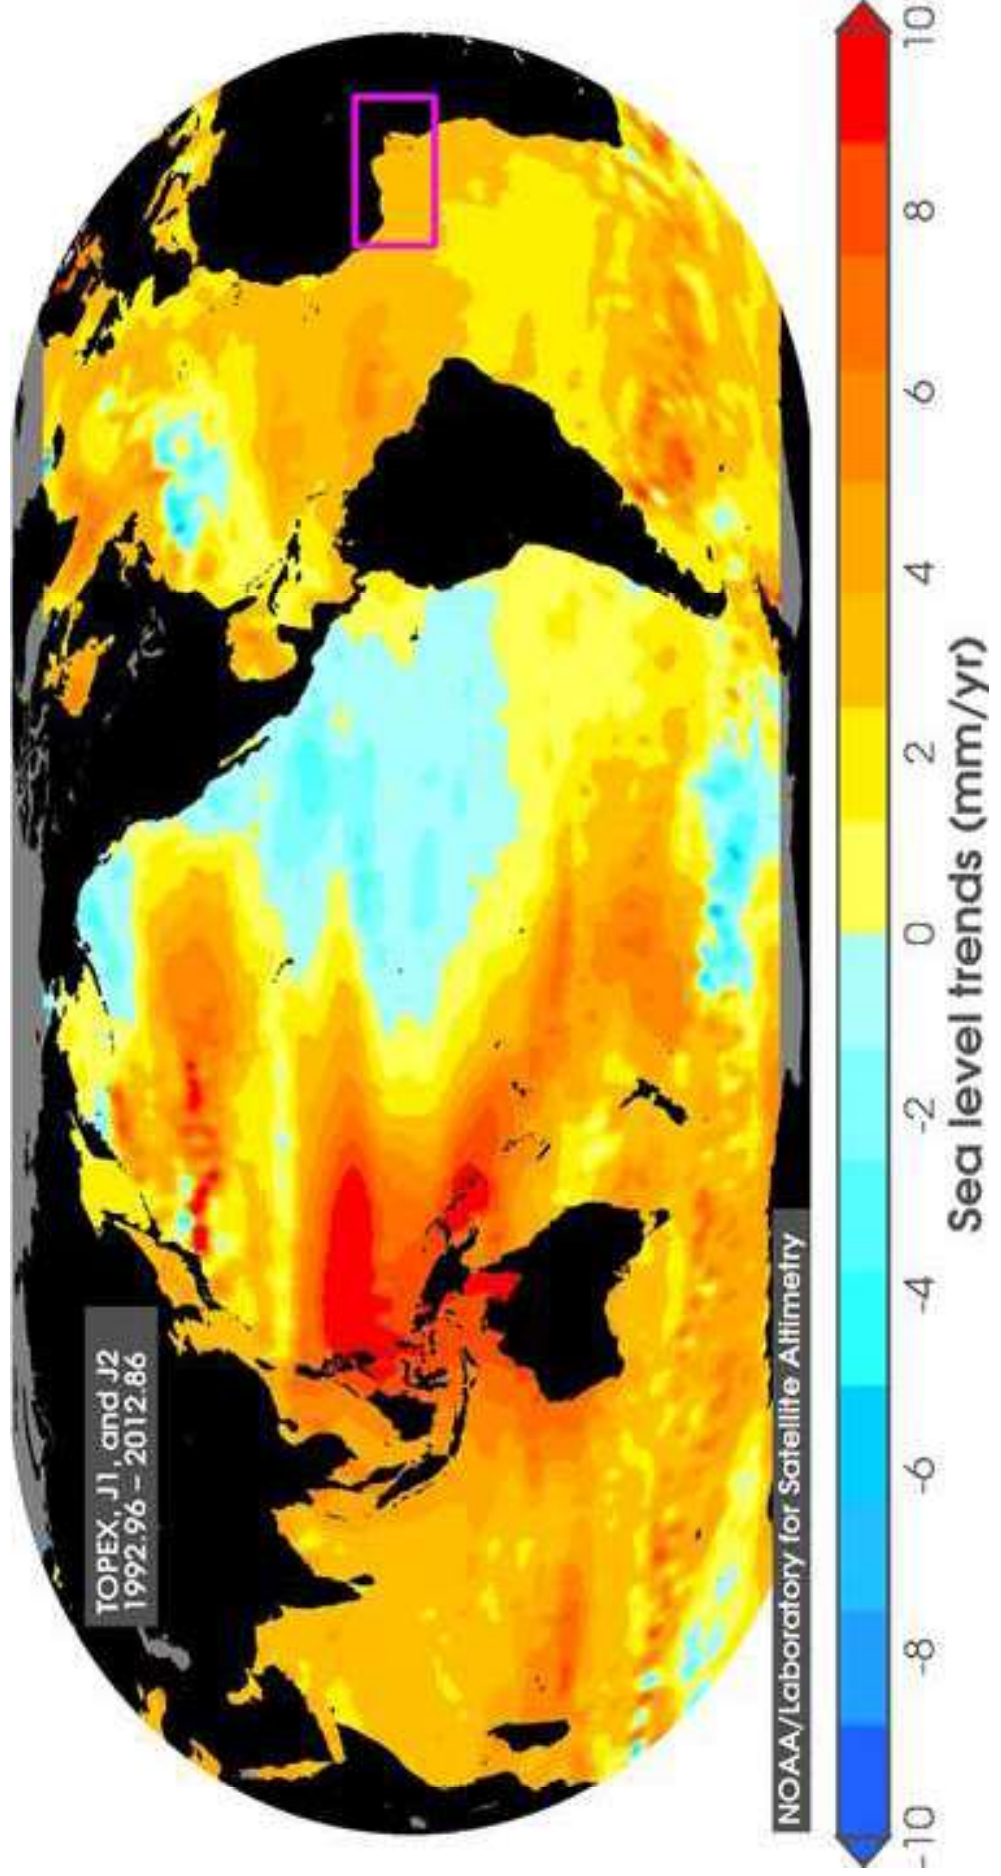 TOPEX, J1, and J2
1992.96 – 2012.86
NOAA/Laboratory for Satellite Altimetry
-10 -8 -6 -4 -2 0 2 4 6 8 10
Sea level trends (mm/yr)